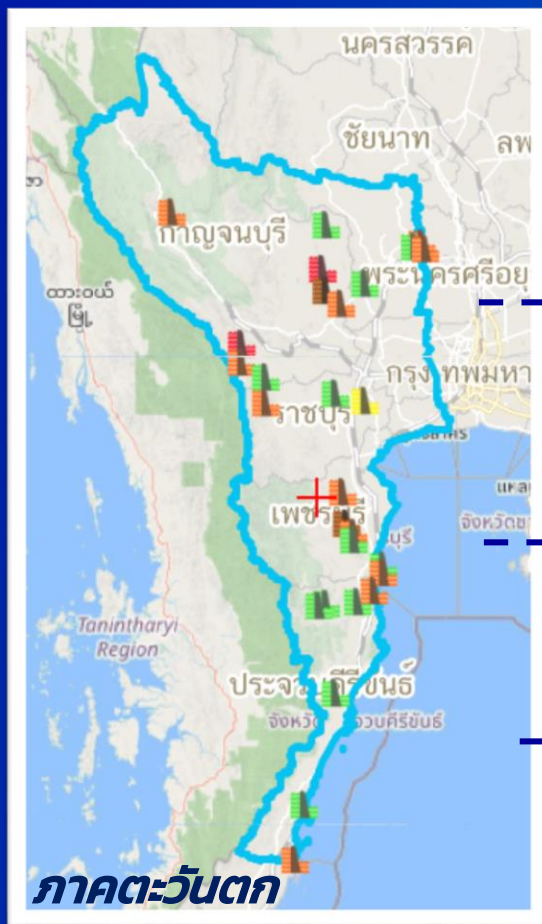 นครสวรรค
ชัยนาท
ลพ
กาญจนบุรี
พระนครศรีอยุ
ထားဝယ်
မြို့
กรุงเทพมหา
ราชบุรี
แหล
เพชรบุรี
บุรี
จังหวัดช
Tanintharyi
Region
ประจวบคีรีขันธ์
จังหวัดประจวบคีรีขันธ์
ภาคตะวันตก